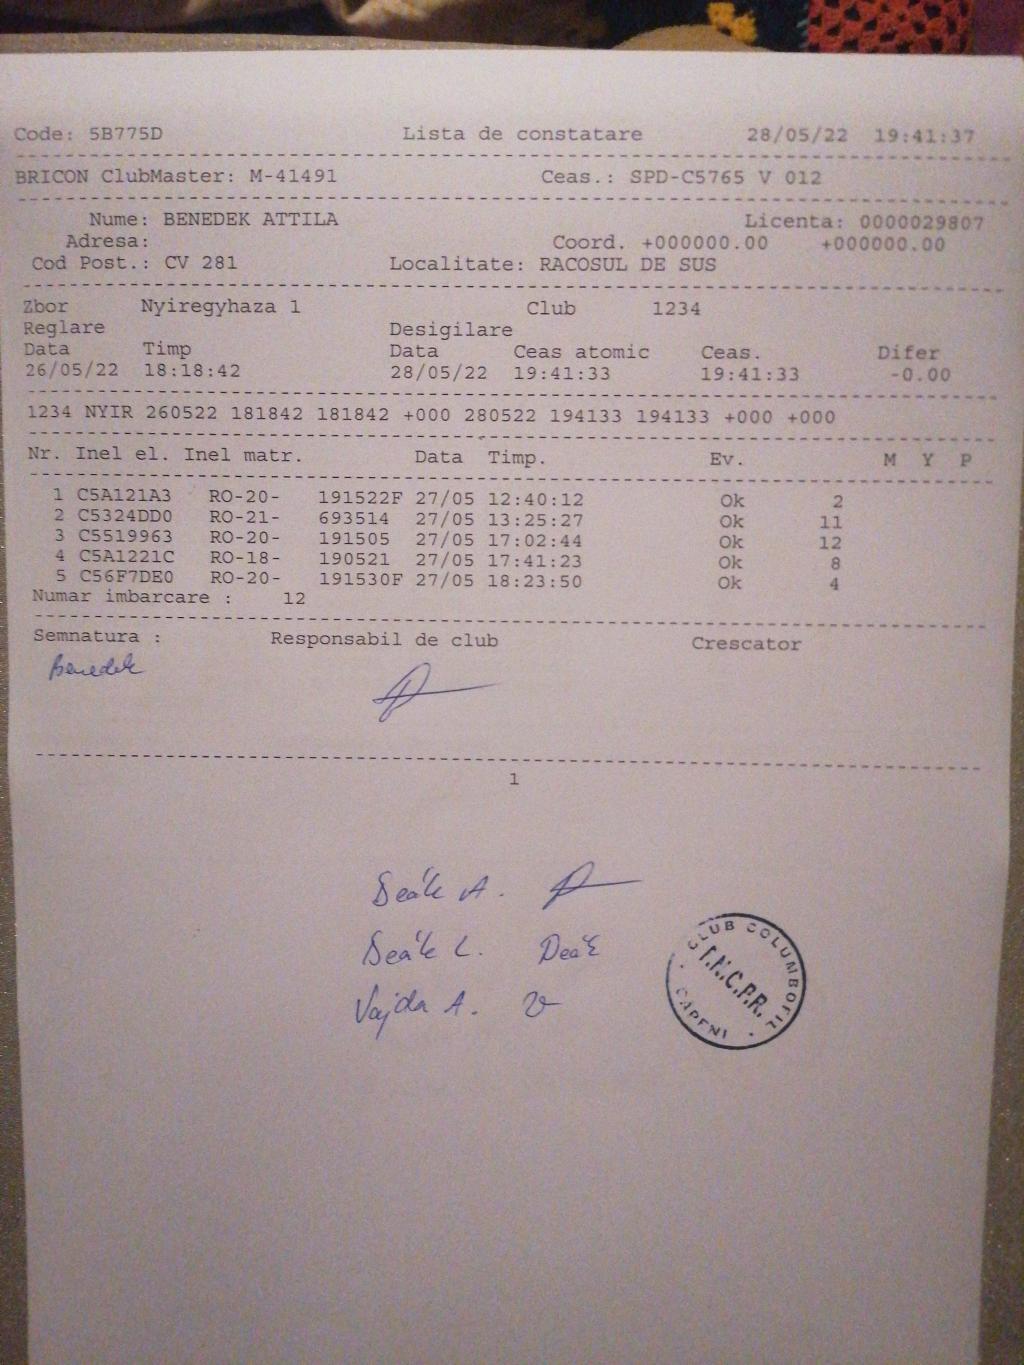 Code: 5B775D Lista de constatare 28/05/22 19:41:37
BRICON ClubMaster: M-41491 Ceas.: SPD-C5765 V 012
Nume: BENEDEK ATTILA Licenta: 0000029807
Adresa: Coord. +000000.00 +000000.00
Cod Post.: CV 281 Localitate: RACOSUL DE SUS
Zbor Nyiregyhaza 1 Club 1234
Reglare Desigilare
Data Timp Data Ceas atomic Ceas. Difer
26/05/22 18:18:42 28/05/22 19:41:33 19:41:33 -0.00
1234 NYIR 260522 181842 181842 +000 280522 194133 194133 +000 +000
Nr. Inel el. Inel matr. Data Timp. Ev. M Y P
1 C5A121A3 RO-20- 191522F 27/05 12:40:12 Ok 2
2 C5324DD0 RO-21- 693514 27/05 13:25:27 Ok 11
3 C5519963 RO-20- 191505 27/05 17:02:44 Ok 12
4 C5A1221C RO-18- 190521 27/05 17:41:23 Ok 8
5 C56F7DE0 RO-20- 191530F 27/05 18:23:50 Ok 4
Numar imbarcare : 12
Semnatura : Responsabil de club Crescator
Benedek
1
Deák A.
Deák L. Deák
Vajda A.
CLUB COLUMBOFIL
F.N.C.P.R.
CAPENI